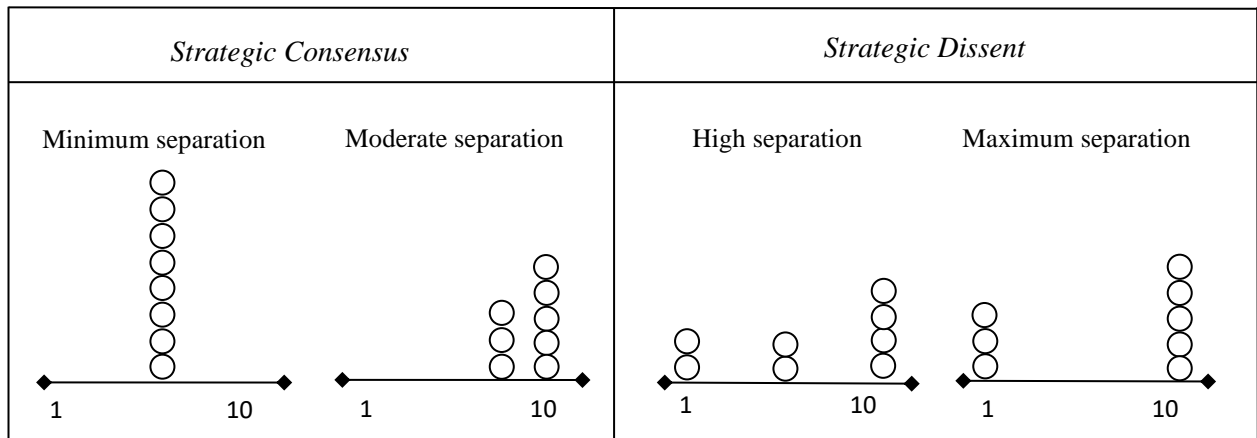 Strategic Consensus
Strategic Dissent
Minimum separation
Moderate separation
High separation
Maximum separation
1
10
1
10
1
10
1
10